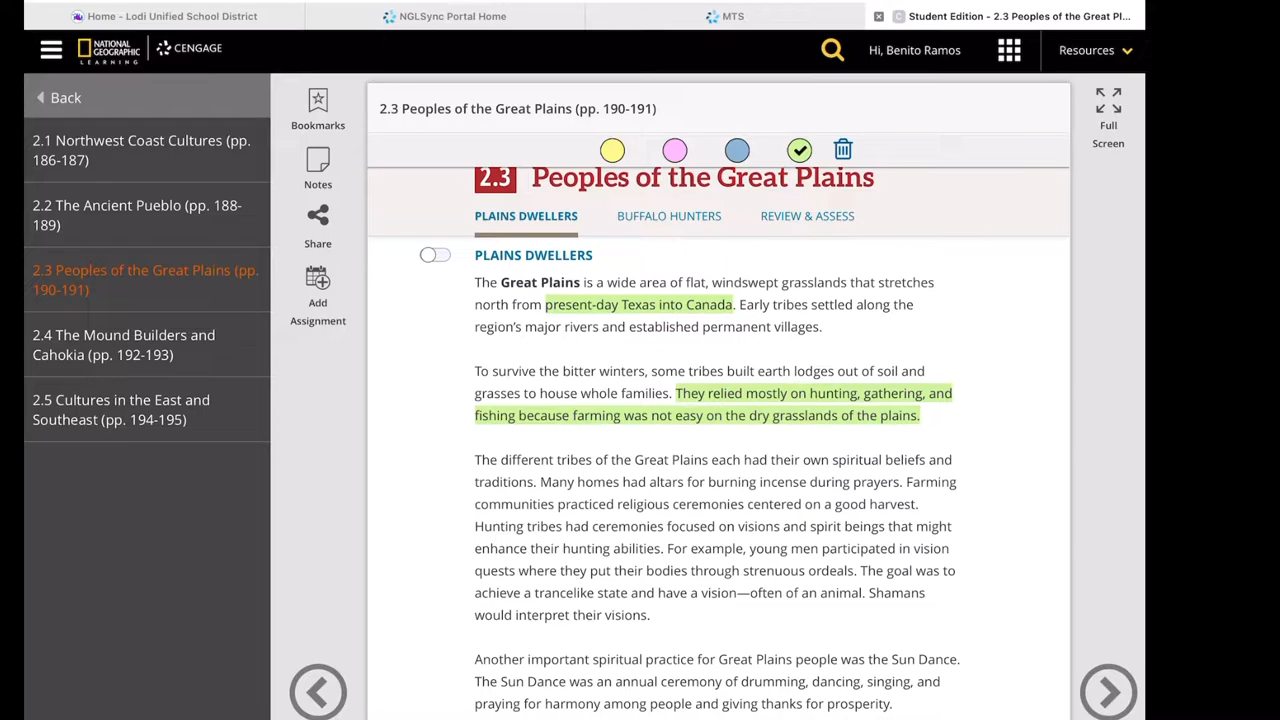 Home - Lodi Unified School District
NGLSync Portal Home
MTS
Student Edition - 2.3 Peoples of the Great Pl...
NATIONAL
GEOGRAPHIC
LEARNING
CENGAGE
Hi, Benito Ramos
Resources
Back
2.1 Northwest Coast Cultures (pp.
186-187)
2.2 The Ancient Pueblo (pp. 188-
189)
2.3 Peoples of the Great Plains (pp.
190-191)
2.4 The Mound Builders and
Cahokia (pp. 192-193)
2.5 Cultures in the East and
Southeast (pp. 194-195)
Bookmarks
Notes
Share
Add
Assignment
2.3 Peoples of the Great Plains (pp. 190-191)
Full
Screen
2.3 Peoples of the Great Plains
PLAINS DWELLERS
BUFFALO HUNTERS
REVIEW & ASSESS
PLAINS DWELLERS
The Great Plains is a wide area of flat, windswept grasslands that stretches
north from present-day Texas into Canada. Early tribes settled along the
region's major rivers and established permanent villages.
To survive the bitter winters, some tribes built earth lodges out of soil and
grasses to house whole families. They relied mostly on hunting, gathering, and
fishing because farming was not easy on the dry grasslands of the plains.
The different tribes of the Great Plains each had their own spiritual beliefs and
traditions. Many homes had altars for burning incense during prayers. Farming
communities practiced religious ceremonies centered on a good harvest.
Hunting tribes had ceremonies focused on visions and spirit beings that might
enhance their hunting abilities. For example, young men participated in vision
quests where they put their bodies through strenuous ordeals. The goal was to
achieve a trancelike state and have a vision—often of an animal. Shamans
would interpret their visions.
Another important spiritual practice for Great Plains people was the Sun Dance.
The Sun Dance was an annual ceremony of drumming, dancing, singing, and
praying for harmony among people and giving thanks for prosperity.